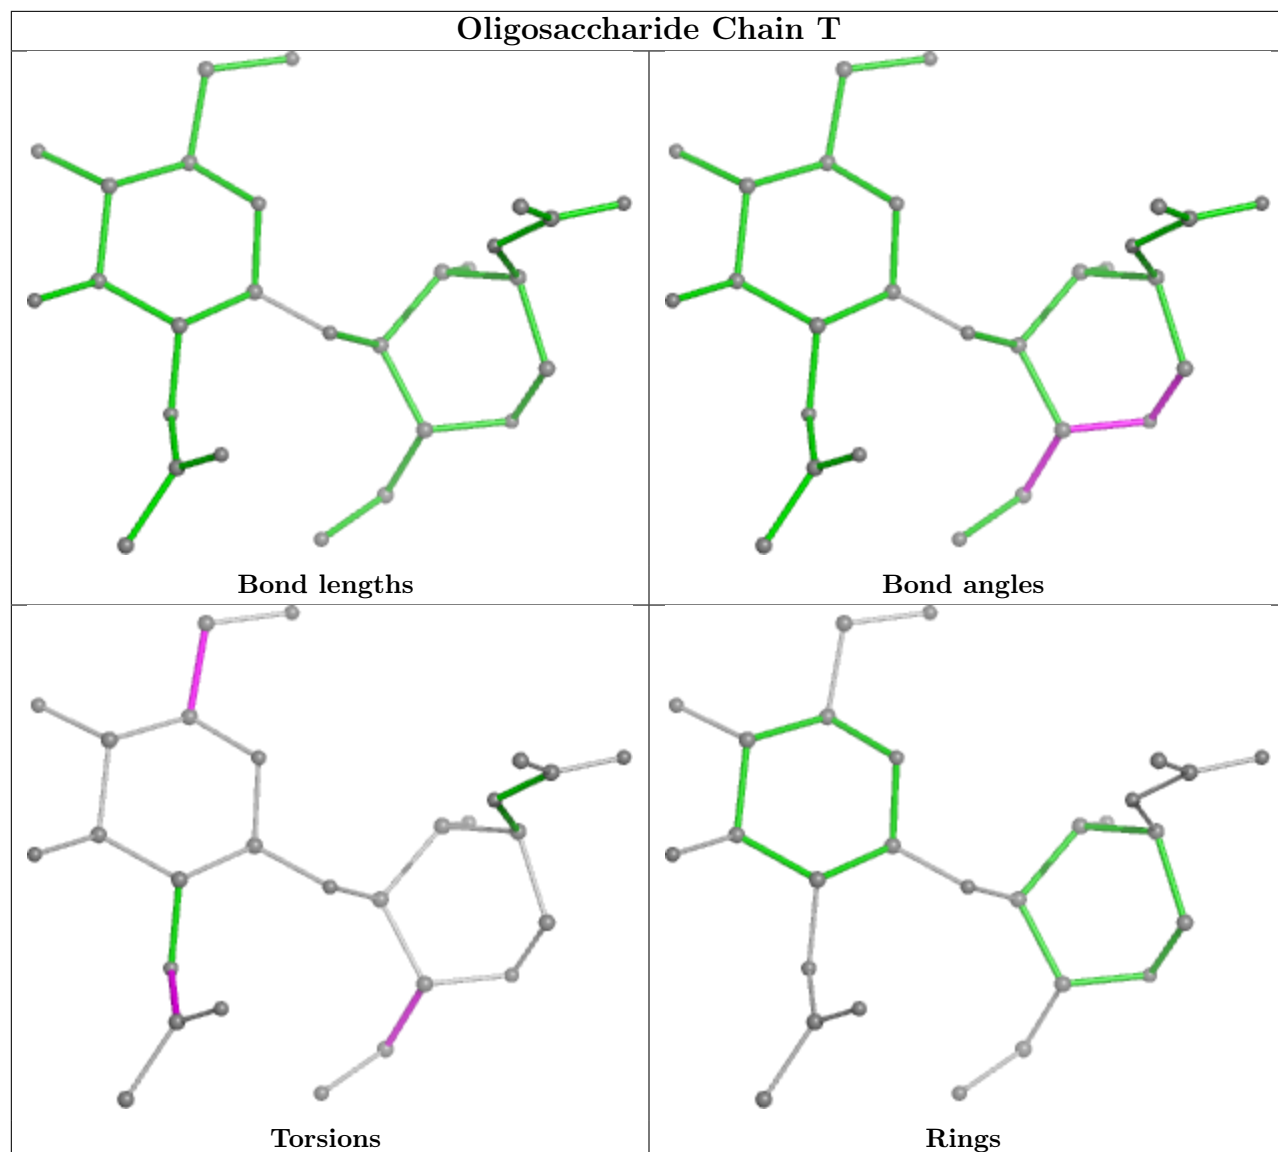 Oligosaccharide Chain T
Bond lengths
Bond angles
Torsions
Rings